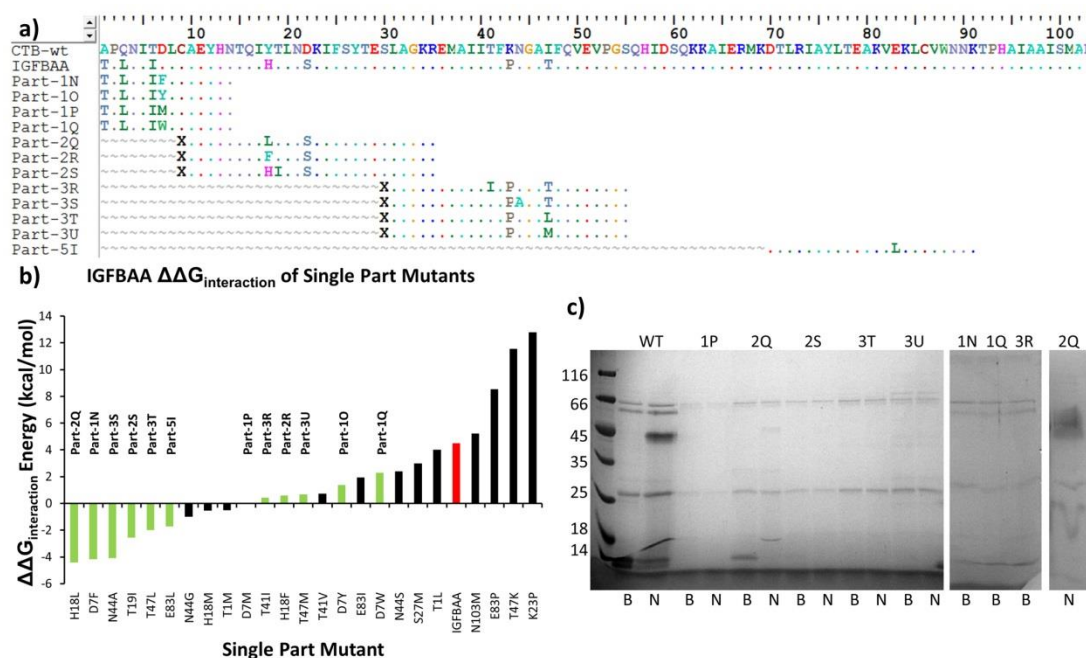 a)
10 20 30 40 50 60 70 80 90 100
CTB-wt APQNITDLCAEYHNTQIYTLNDKIFSYTESLAGKREMAIITFKNGAIFQVEVPGSQHIDSQKKAIERMKDTLRIAYLTEAKVEKLCVWNNKTPHAIAAISMA
IGFBAA T.L..I...........H...S....................P...T.......................................................
Part-1N T.L..IF.......
Part-1O T.L..IY.......
Part-1P T.L..IM.......
Part-1Q T.L..IW.......
Part-2Q ~~~~~~~~X........L...S.............
Part-2R ~~~~~~~~X........F...S.............
Part-2S ~~~~~~~~X........HI..S.............
Part-3R ~~~~~~~~~~~~~~~~~~~~~~~~~~~~~X..........I.P...T........
Part-3S ~~~~~~~~~~~~~~~~~~~~~~~~~~~~~X............PA..T........
Part-3T ~~~~~~~~~~~~~~~~~~~~~~~~~~~~~X............P...L........
Part-3U ~~~~~~~~~~~~~~~~~~~~~~~~~~~~~X............P...M........
Part-5I ~~~~~~~~~~~~~~~~~~~~~~~~~~~~~~~~~~~~~~~~~~~~~~~~~~~~~~~~~~~~~~~~~~~~~.............L........
b) IGFBAA ΔΔGinteraction of Single Part Mutants
ΔΔGinteraction Energy (kcal/mol)
14
12
10
8
6
4
2
0
-2
-4
-6
Part-2Q Part-1N Part-3S Part-2S Part-3T Part-5I Part-1P Part-3R Part-2R Part-3U Part-1O Part-1Q
H18L D7F N44A T19I T47L E83L N44G H18M T1M D7M T41I H18F T47M T41V D7Y E83I D7W N44S S27M T1L IGFBAA N103M E83P T47K K23P
Single Part Mutant
c)
WT 1P 2Q 2S 3T 3U 1N 1Q 3R 2Q
116
66
45
35
25
18
14
B N B N B N B N B N B N B B B N